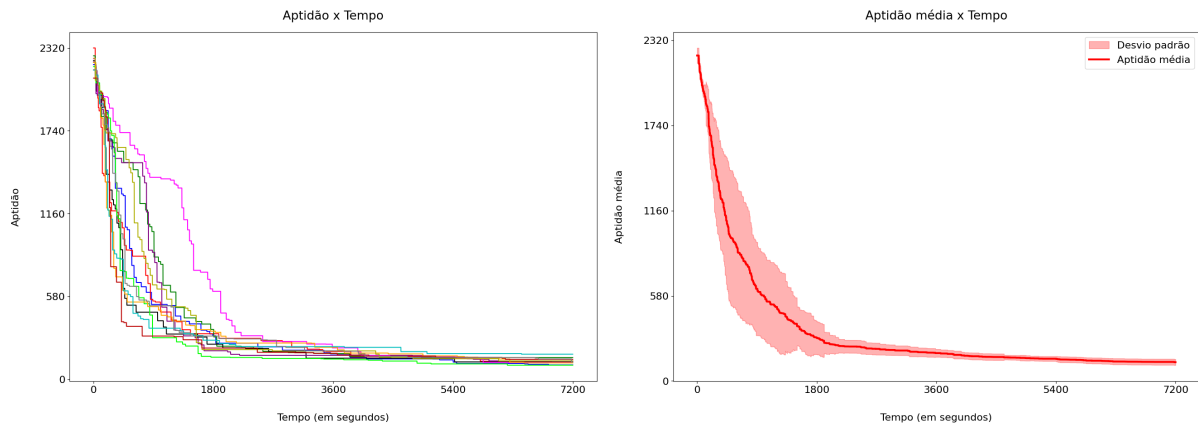 Aptidão x Tempo
2320
1740
1160
580
0
Aptidão
0 1800 3600 5400 7200
Tempo (em segundos)
Aptidão média x Tempo
Desvio padrão
Aptidão média
2320
1740
1160
580
0
Aptidão média
0 1800 3600 5400 7200
Tempo (em segundos)